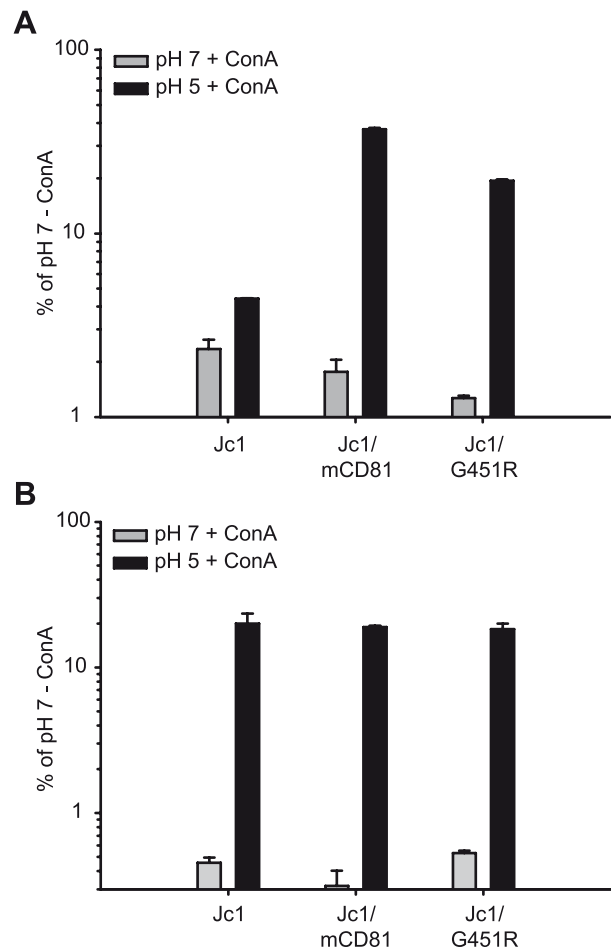 A
100
10
1
% of pH 7 - ConA
pH 7 + ConA
pH 5 + ConA
Jc1
Jc1/
mCD81
Jc1/
G451R
B
100
10
1
% of pH 7 - ConA
pH 7 + ConA
pH 5 + ConA
Jc1
Jc1/
mCD81
Jc1/
G451R